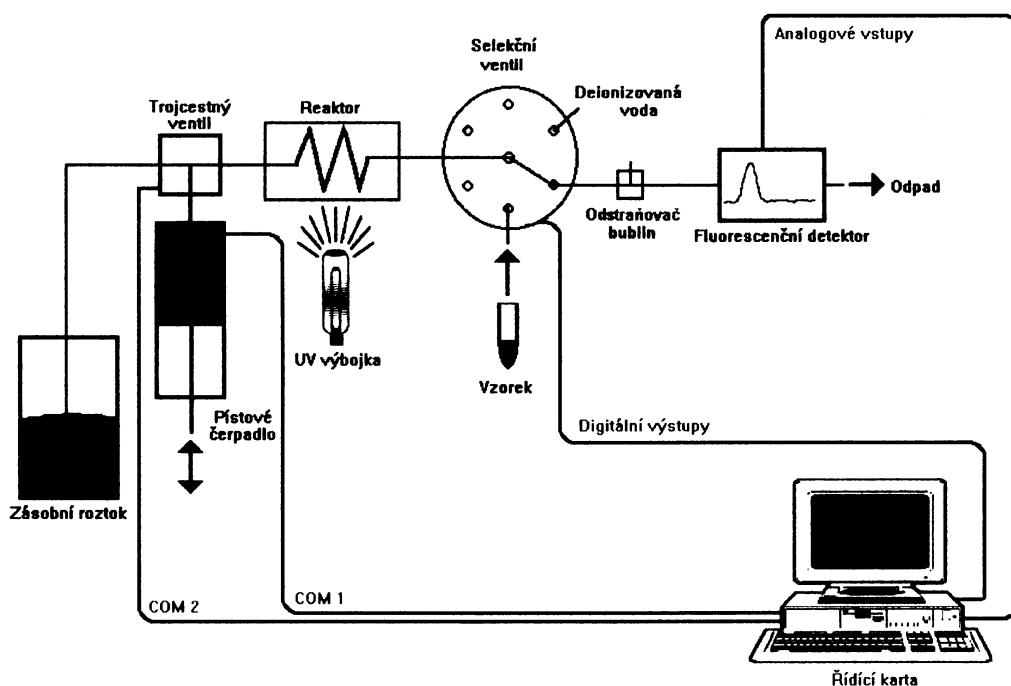 Analogové vstupy
Selekční
ventil
Deionizovaná
voda
Trojcestný
ventil
Reaktor
Odpad
Odstraňovač
bublin
Fluorescenční detektor
UV výbojka
Vzorek
Pístové
čerpadlo
Digitální výstupy
Zásobní roztok
COM 2
COM 1
Řídící karta